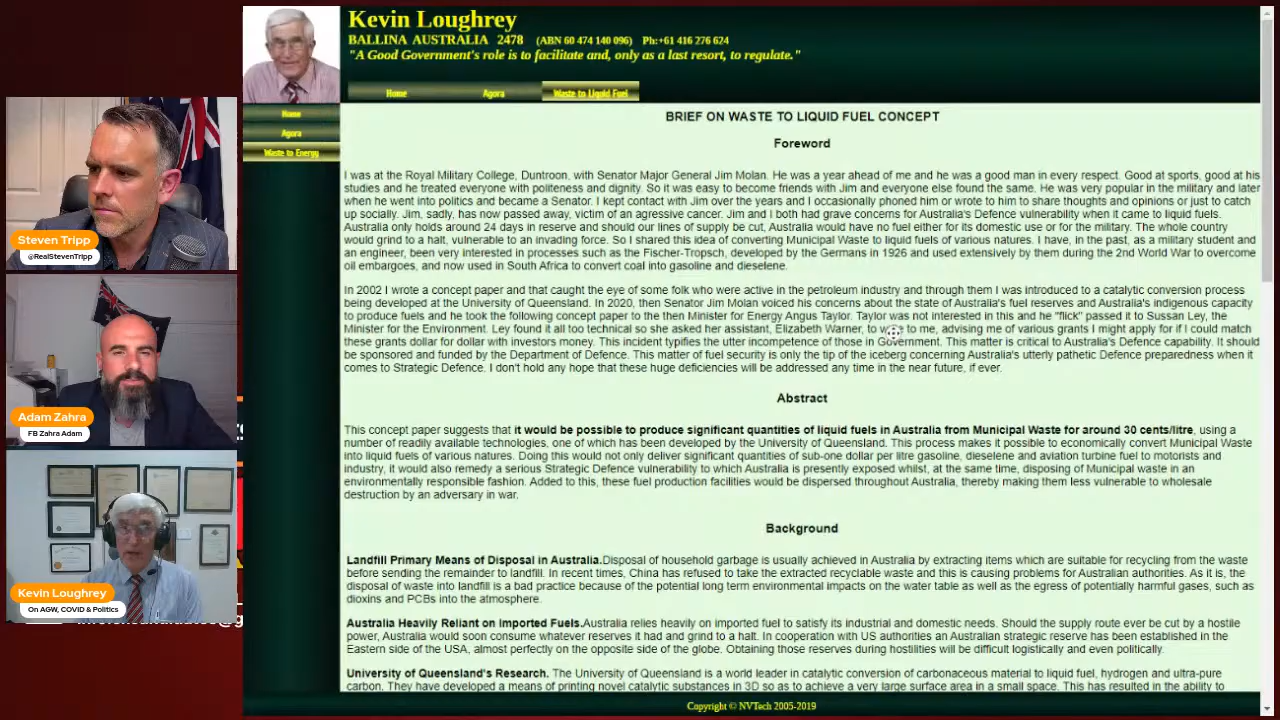 Kevin Loughrey
BALLINA AUSTRALIA 2478 (ABN 60 474 140 096) Ph:+61 416 276 624
"A Good Government's role is to facilitate and, only as a last resort, to regulate."
Home Agora Waste to Liquid Fuel
Home
Agora
Waste to Energy
Steven Tripp
@RealStevenTripp
Adam Zahra
FB Zahra Adam
Kevin Loughrey
On AGW, COVID & Politics
BRIEF ON WASTE TO LIQUID FUEL CONCEPT
Foreword
I was at the Royal Military College, Duntroon, with Senator Major General Jim Molan. He was a year ahead of me and he was a good man in every respect. Good at sports, good at his
studies and he treated everyone with politeness and dignity. So it was easy to become friends with Jim and everyone else found the same. He was very popular in the military and later
when he went into politics and became a Senator. I kept contact with Jim over the years and I occasionally phoned him or wrote to him to share thoughts and opinions or just to catch
up socially. Jim, sadly, has now passed away, victim of an agressive cancer. Jim and I both had grave concerns for Australia's Defence vulnerability when it came to liquid fuels.
Australia only holds around 24 days in reserve and should our lines of supply be cut, Australia would have no fuel either for its domestic use or for the military. The whole country
would grind to a halt, vulnerable to an invading force. So I shared this idea of converting Municipal Waste to liquid fuels of various natures. I have, in the past, as a military student and
an engineer, been very interested in processes such as the Fischer-Tropsch, developed by the Germans in 1926 and used extensively by them during the 2nd World War to overcome
oil embargoes, and now used in South Africa to convert coal into gasoline and dieselene.
In 2002 I wrote a concept paper and that caught the eye of some folk who were active in the petroleum industry and through them I was introduced to a catalytic conversion process
being developed at the University of Queensland. In 2020, then Senator Jim Molan voiced his concerns about the state of Australia's fuel reserves and Australia's indigenous capacity
to produce fuels and he took the following concept paper to the then Minister for Energy Angus Taylor. Taylor was not interested in this and he "flick" passed it to Sussan Ley, the
Minister for the Environment. Ley found it all too technical so she asked her assistant, Elizabeth Warner, to to me, advising me of various grants I might apply for if I could match
these grants dollar for dollar with investors money. This incident typifies the utter incompetence of those in Government. This matter is critical to Australia's Defence capability. It should
be sponsored and funded by the Department of Defence. This matter of fuel security is only the tip of the iceberg concerning Australia's utterly pathetic Defence preparedness when it
comes to Strategic Defence. I don't hold any hope that these huge deficiencies will be addressed any time in the near future, if ever.
Abstract
This concept paper suggests that it would be possible to produce significant quantities of liquid fuels in Australia from Municipal Waste for around 30 cents/litre, using a
number of readily available technologies, one of which has been developed by the University of Queensland. This process makes it possible to economically convert Municipal Waste
into liquid fuels of various natures. Doing this would not only deliver significant quantities of sub-one dollar per litre gasoline, dieselene and aviation turbine fuel to motorists and
industry, it would also remedy a serious Strategic Defence vulnerability to which Australia is presently exposed whilst, at the same time, disposing of Municipal waste in an
environmentally responsible fashion. Added to this, these fuel production facilities would be dispersed throughout Australia, thereby making them less vulnerable to wholesale
destruction by an adversary in war.
Background
Landfill Primary Means of Disposal in Australia.Disposal of household garbage is usually achieved in Australia by extracting items which are suitable for recycling from the waste
before sending the remainder to landfill. In recent times, China has refused to take the extracted recyclable waste and this is causing problems for Australian authorities. As it is, the
disposal of waste into landfill is a bad practice because of the potential long term environmental impacts on the water table as well as the egress of potentially harmful gases, such as
dioxins and PCBs into the atmosphere.
Australia Heavily Reliant on Imported Fuels.Australia relies heavily on imported fuel to satisfy its industrial and domestic needs. Should the supply route ever be cut by a hostile
power, Australia would soon consume whatever reserves it had and grind to a halt. In cooperation with US authorities an Australian strategic reserve has been established in the
Eastern side of the USA, almost perfectly on the opposite side of the globe. Obtaining those reserves during hostilities will be difficult logistically and even politically.
University of Queensland's Research. The University of Queensland is a world leader in catalytic conversion of carbonaceous material to liquid fuel, hydrogen and ultra-pure
carbon. They have developed a means of printing novel catalytic substances in 3D so as to achieve a very large surface area in a small space. This has resulted in the ability to
Copyright © NVTech 2005-2019